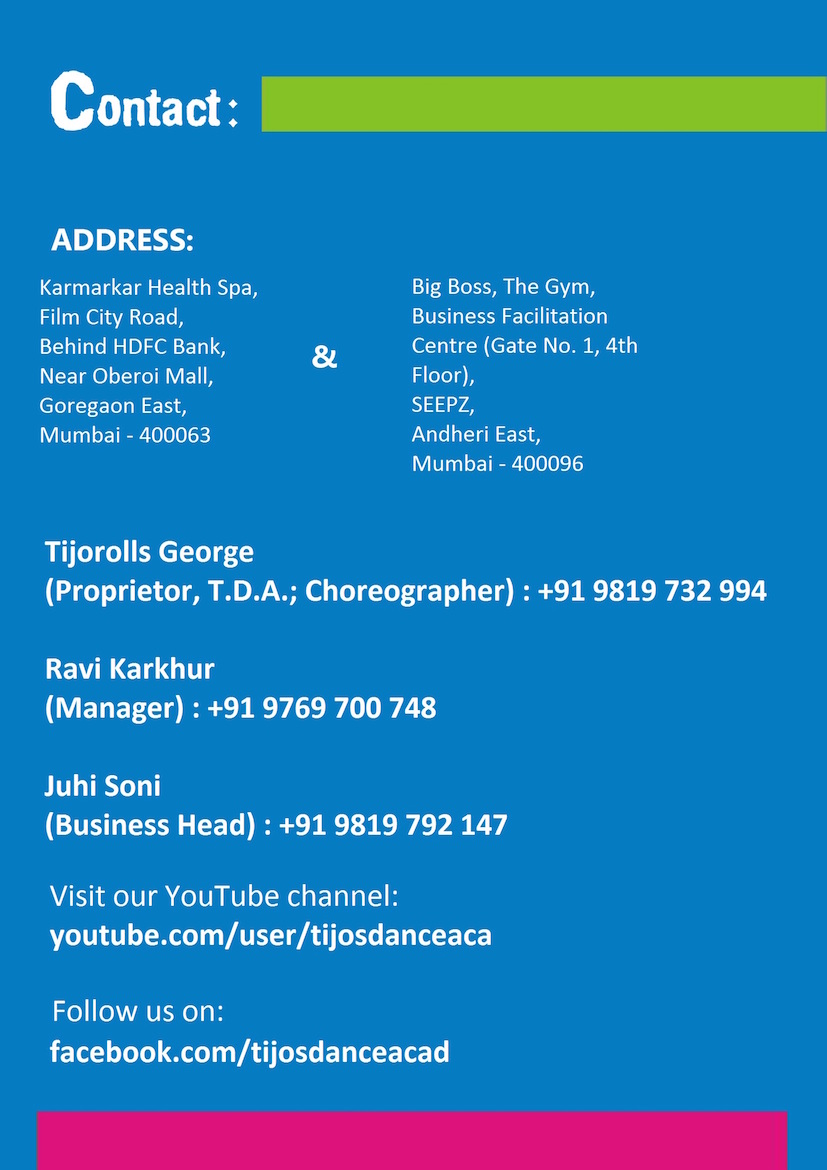 Contact:
ADDRESS:
Karmarkar Health Spa,
Film City Road,
Behind HDFC Bank,
Near Oberoi Mall,
Goregaon East,
Mumbai - 400063
&
Big Boss, The Gym,
Business Facilitation
Centre (Gate No. 1, 4th
Floor),
SEEPZ,
Andheri East,
Mumbai - 400096
Tijorolls George
(Proprietor, T.D.A.; Choreographer) : +91 9819 732 994
Ravi Karkhur
(Manager) : +91 9769 700 748
Juhi Soni
(Business Head) : +91 9819 792 147
Visit our YouTube channel:
youtube.com/user/tijosdanceaca
Follow us on:
facebook.com/tijosdanceacad